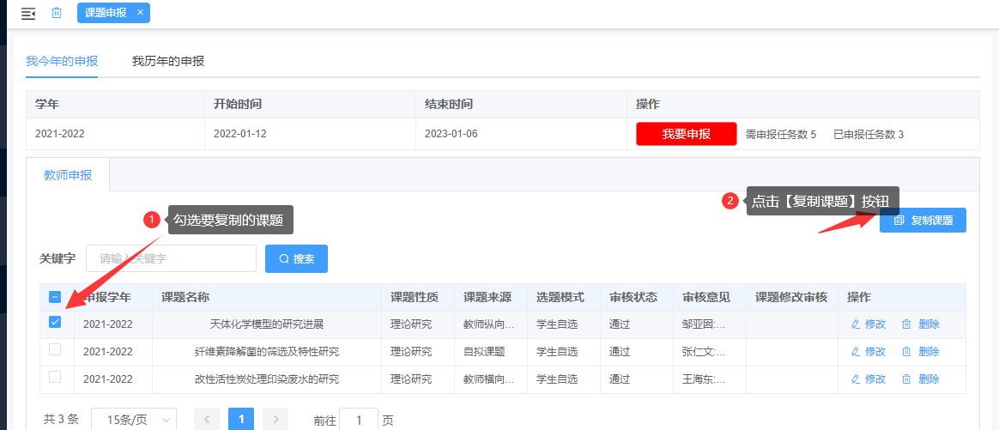 课题申报 ×
我今年的申报 我历年的申报
学年 开始时间 结束时间 操作
2021-2022 2022-01-12 2023-01-06 我要申报 需申报任务数 5 已申报任务数 3
教师申报
2 点击【复制课题】按钮
1 勾选要复制的课题
复制课题
关键字 请输入关键字 搜索
申报学年 课题名称 课题性质 课题来源 选题模式 审核状态 审核意见 课题修改审核 操作
2021-2022 天体化学模型的研究进展 理论研究 教师纵向... 学生自选 通过 邹亚囡:... 修改 删除
2021-2022 纤维素降解菌的筛选及特性研究 理论研究 自拟课题 学生自选 通过 张仁文:... 修改 删除
2021-2022 改性活性炭处理印染废水的研究 理论研究 教师横向... 学生自选 通过 王海东:... 修改 删除
共 3 条 15条/页 1 前往 1 页